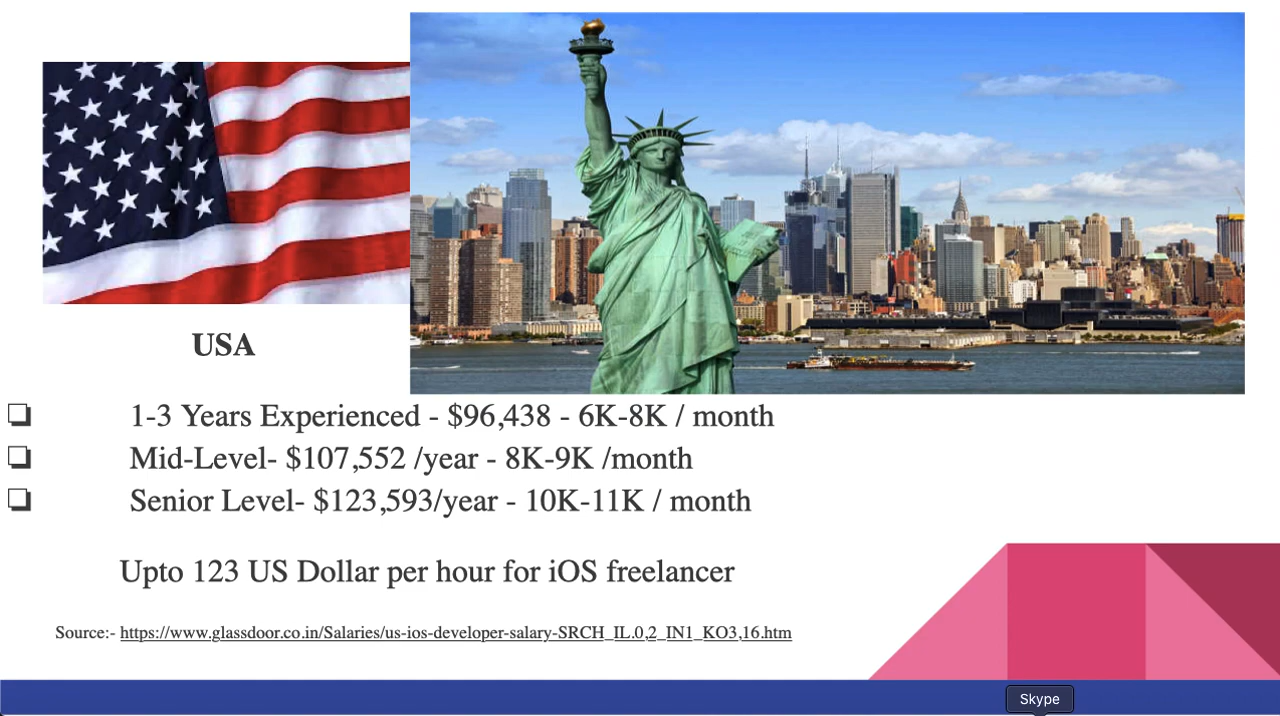 USA
❏ 1-3 Years Experienced - $96,438 - 6K-8K / month
❏ Mid-Level- $107,552 /year - 8K-9K /month
❏ Senior Level- $123,593/year - 10K-11K / month
Upto 123 US Dollar per hour for iOS freelancer
Source:- https://www.glassdoor.co.in/Salaries/us-ios-developer-salary-SRCH_IL.0,2_IN1_KO3,16.htm
Skype